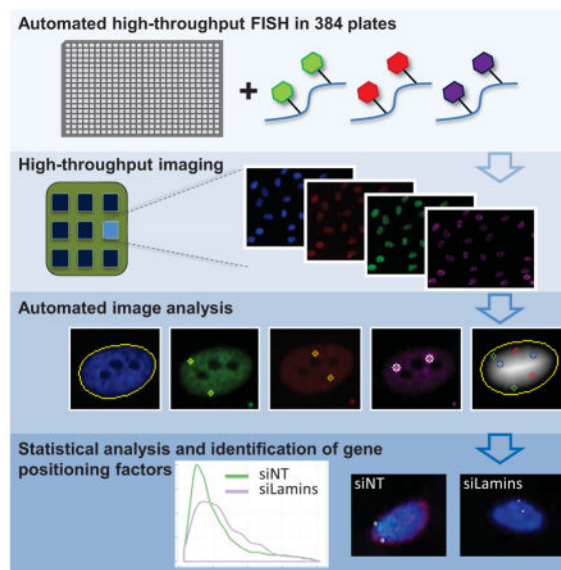 Automated high-throughput FISH in 384 plates
+
High-throughput imaging
Automated image analysis
Statistical analysis and identification of gene
positioning factors
siNT
siLamins
siNT
siLamins